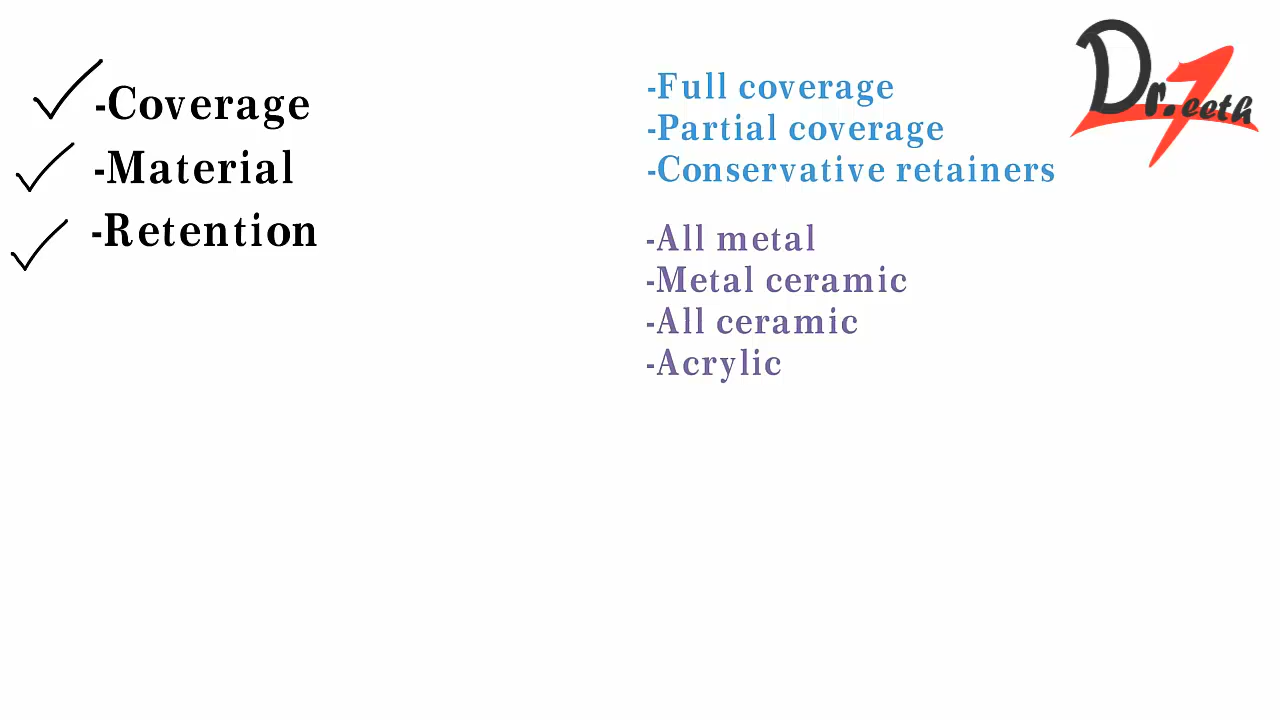 -Coverage
-Material
-Retention
-Full coverage
-Partial coverage
-Conservative retainers
-All metal
-Metal ceramic
-All ceramic
-Acrylic
Dr.Teeth